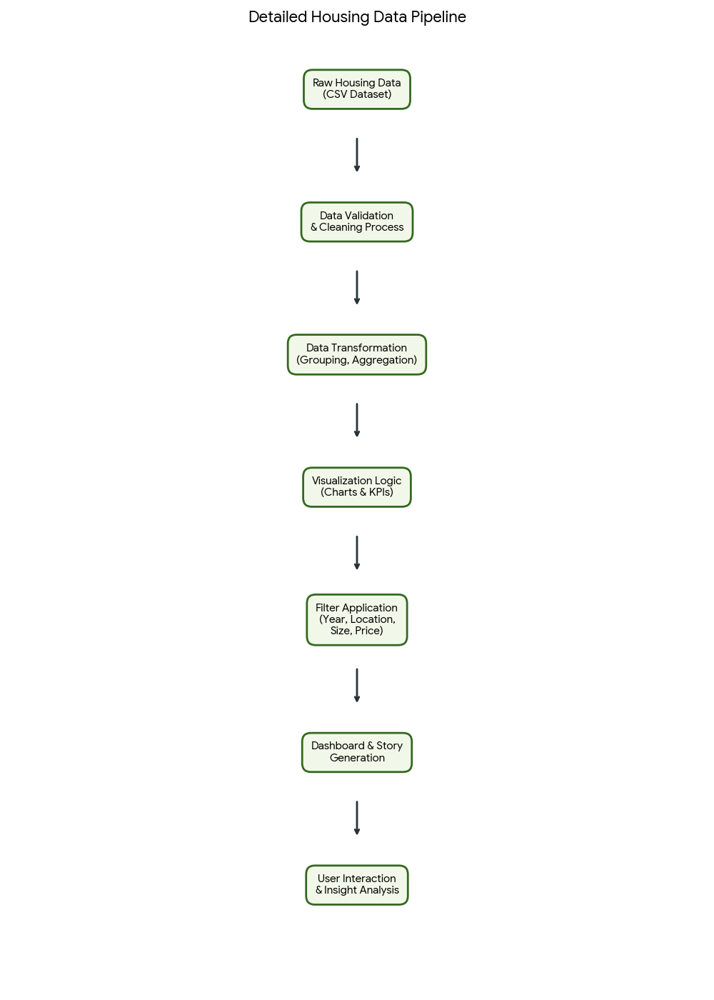 Detailed Housing Data Pipeline
Raw Housing Data
(CSV Dataset)
Data Validation
& Cleaning Process
Data Transformation
(Grouping, Aggregation)
Visualization Logic
(Charts & KPIs)
Filter Application
(Year, Location,
Size, Price)
Dashboard & Story
Generation
User Interaction
& Insight Analysis